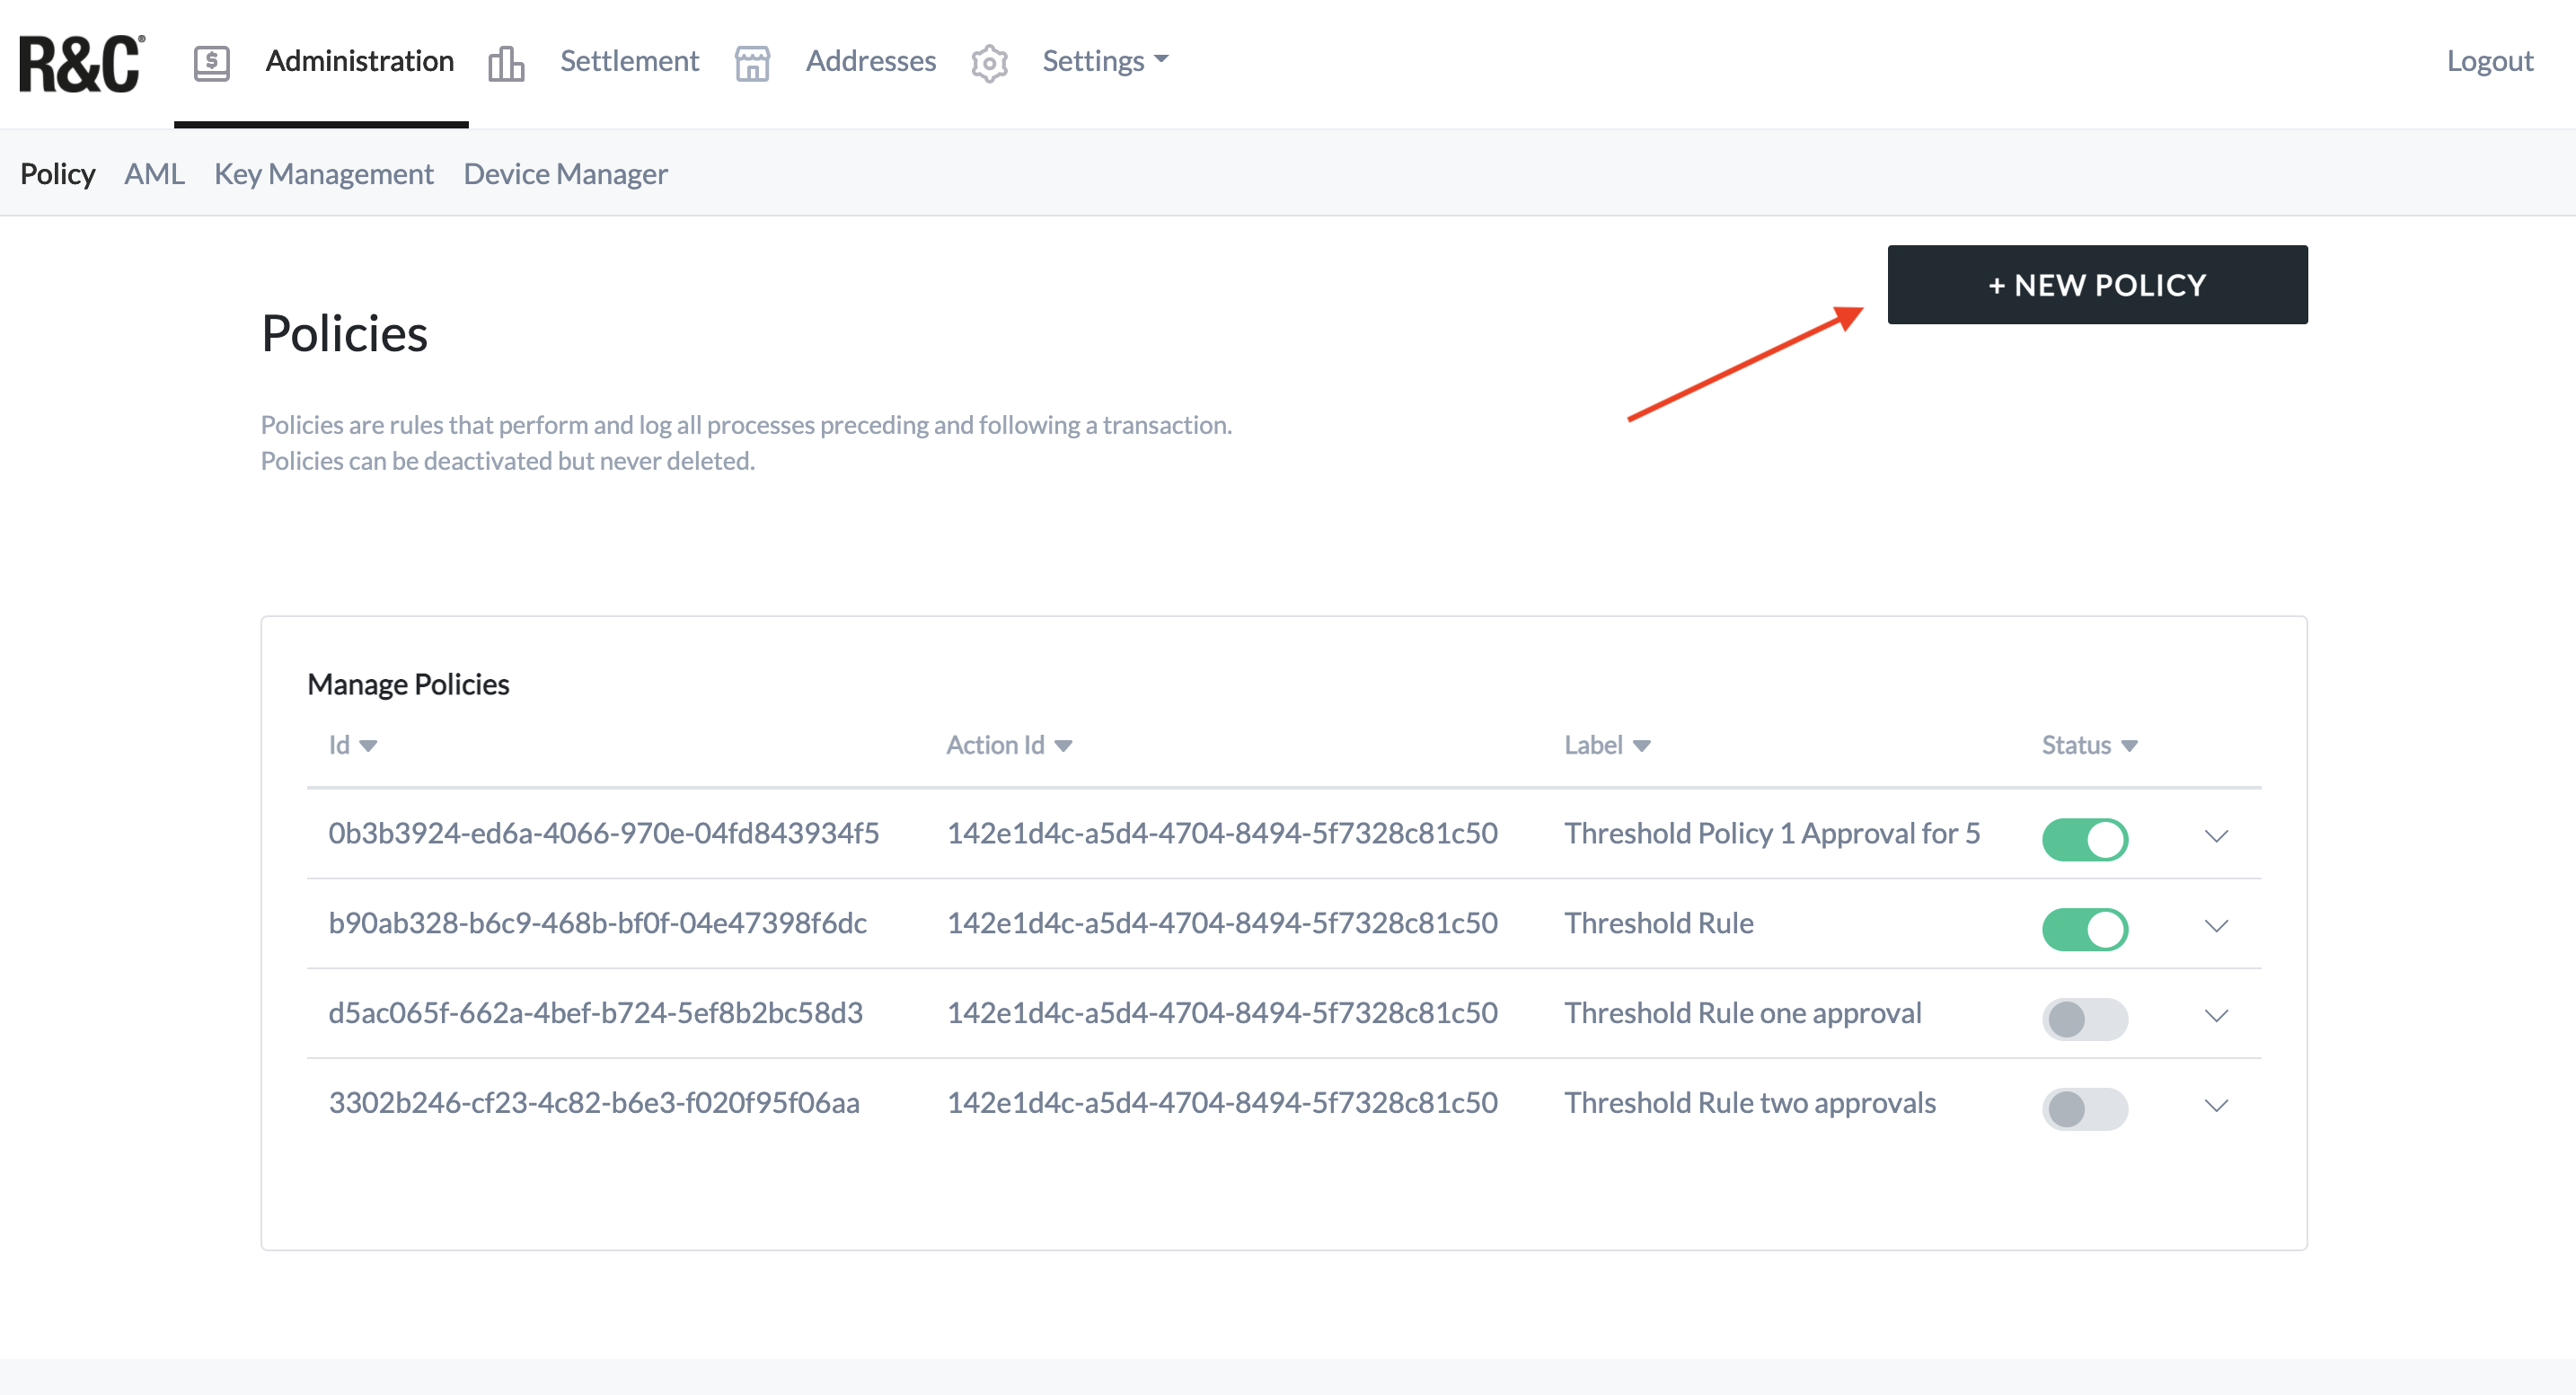 R&C®
Administration Settlement Addresses Settings Logout
Policy AML Key Management Device Manager
+ NEW POLICY
Policies
Policies are rules that perform and log all processes preceding and following a transaction.
Policies can be deactivated but never deleted.
Manage Policies
Id Action Id Label Status
0b3b3924-ed6a-4066-970e-04fd843934f5 142e1d4c-a5d4-4704-8494-5f7328c81c50 Threshold Policy 1 Approval for 5
b90ab328-b6c9-468b-bf0f-04e47398f6dc 142e1d4c-a5d4-4704-8494-5f7328c81c50 Threshold Rule
d5ac065f-662a-4bef-b724-5ef8b2bc58d3 142e1d4c-a5d4-4704-8494-5f7328c81c50 Threshold Rule one approval
3302b246-cf23-4c82-b6e3-f020f95f06aa 142e1d4c-a5d4-4704-8494-5f7328c81c50 Threshold Rule two approvals